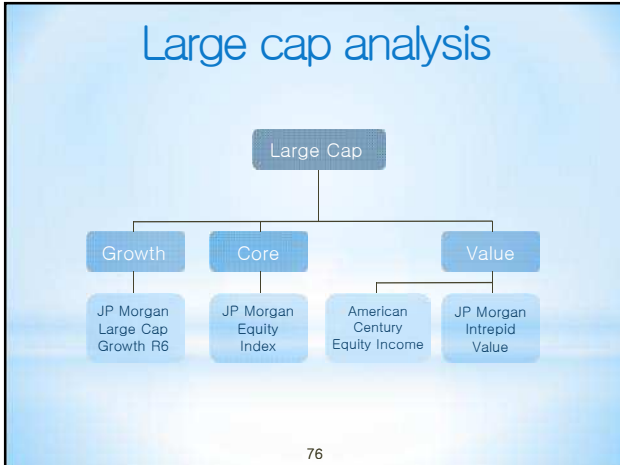 Large cap analysis
Large Cap
Growth
Core
Value
JP Morgan
Large Cap
Growth R6
JP Morgan
Equity
Index
American
Century
Equity Income
JP Morgan
Intrepid
Value
76